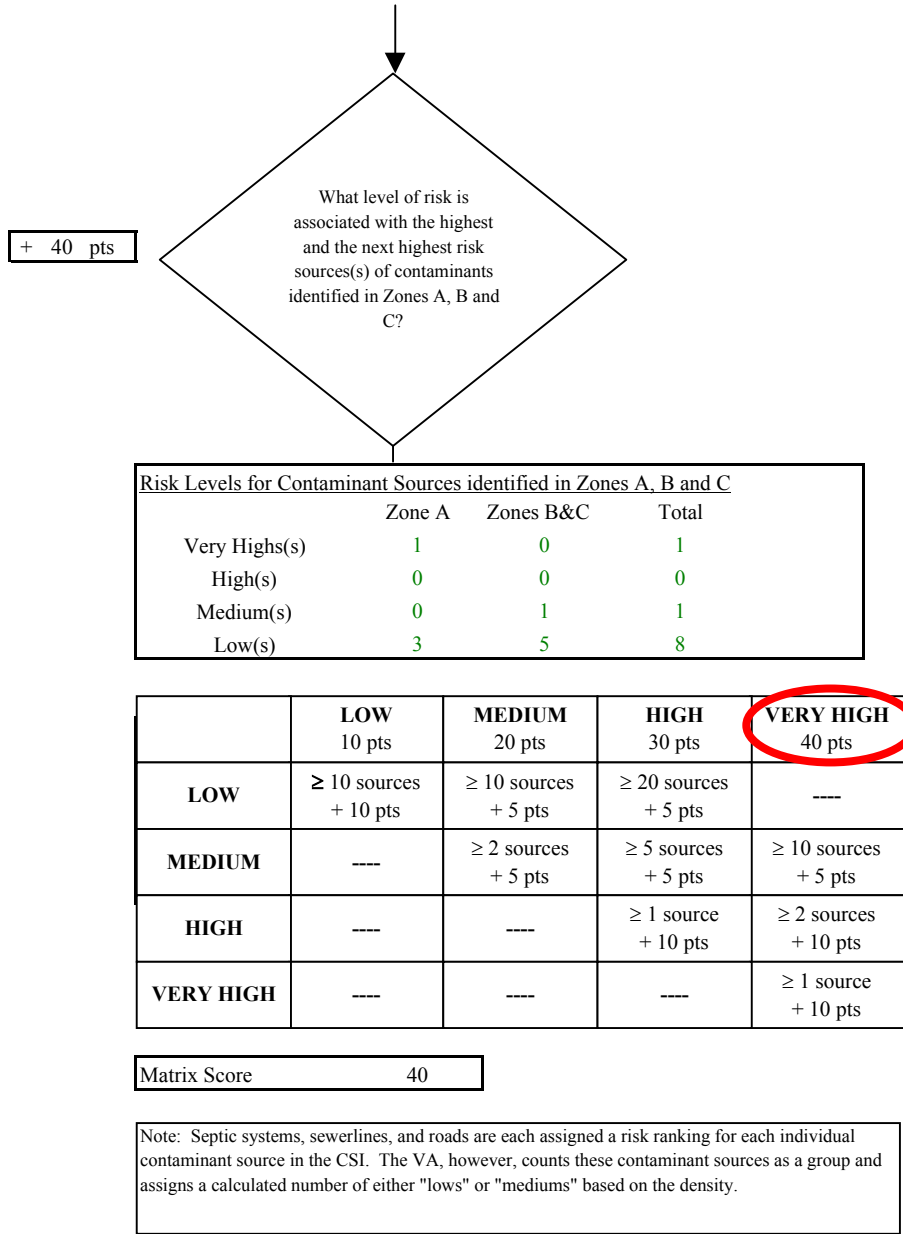 What level of risk is
associated with the highest
and the next highest risk
sources(s) of contaminants
identified in Zones A, B and
C?
+ 40 pts
Risk Levels for Contaminant Sources identified in Zones A, B and C
Zone A Zones B&C Total
Very Highs(s) 1 0 1
High(s) 0 0 0
Medium(s) 0 1 1
Low(s) 3 5 8
LOW MEDIUM HIGH VERY HIGH
10 pts 20 pts 30 pts 40 pts
LOW ≥ 10 sources ≥ 10 sources ≥ 20 sources ----
+ 10 pts + 5 pts + 5 pts
MEDIUM ---- ≥ 2 sources ≥ 5 sources ≥ 10 sources
+ 5 pts + 5 pts + 5 pts
HIGH ---- ---- ≥ 1 source ≥ 2 sources
+ 10 pts + 10 pts
VERY HIGH ---- ---- ---- ≥ 1 source
+ 10 pts
Matrix Score 40
Note: Septic systems, sewerlines, and roads are each assigned a risk ranking for each individual
contaminant source in the CSI. The VA, however, counts these contaminant sources as a group and
assigns a calculated number of either "lows" or "mediums" based on the density.